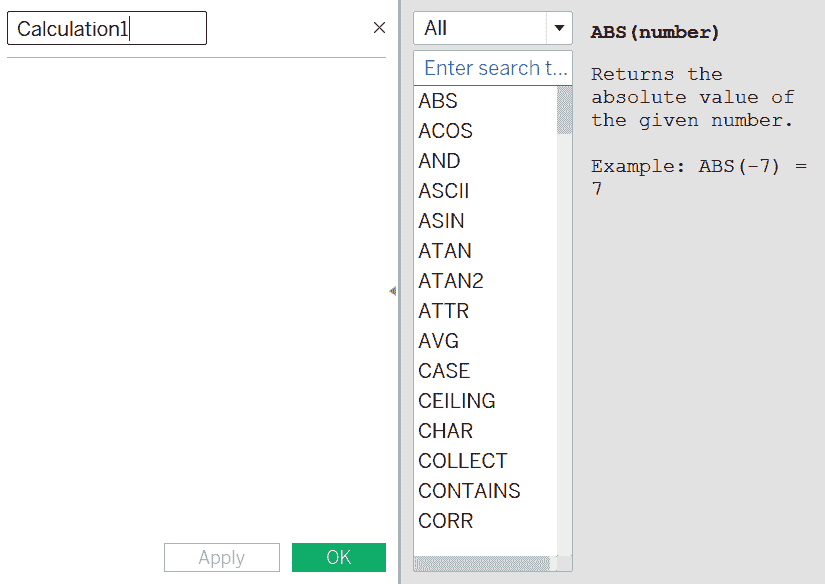 Calculation1
All
Enter search t...
ABS
ACOS
AND
ASCII
ASIN
ATAN
ATAN2
ATTR
AVG
CASE
CEILING
CHAR
COLLECT
CONTAINS
CORR
ABS(number)
Returns the
absolute value of
the given number.
Example: ABS(-7) =
7
Apply
OK